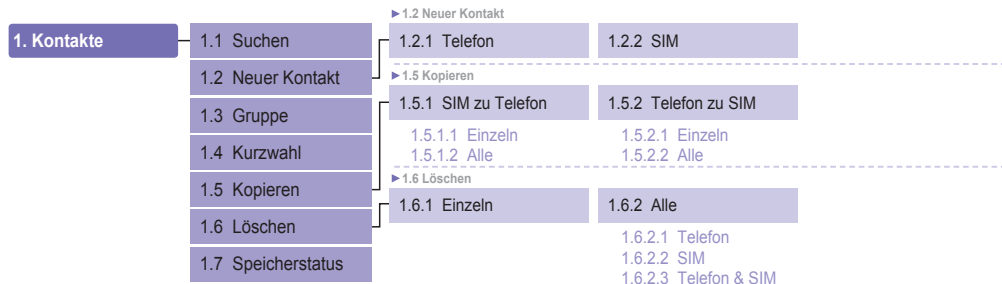 1. Kontakte
1.1 Suchen
1.2 Neuer Kontakt
1.3 Gruppe
1.4 Kurzwahl
1.5 Kopieren
1.6 Löschen
1.7 Speicherstatus
►1.2 Neuer Kontakt
1.2.1 Telefon
1.2.2 SIM
►1.5 Kopieren
1.5.1 SIM zu Telefon
1.5.1.1 Einzeln
1.5.1.2 Alle
1.5.2 Telefon zu SIM
1.5.2.1 Einzeln
1.5.2.2 Alle
►1.6 Löschen
1.6.1 Einzeln
1.6.2 Alle
1.6.2.1 Telefon
1.6.2.2 SIM
1.6.2.3 Telefon & SIM